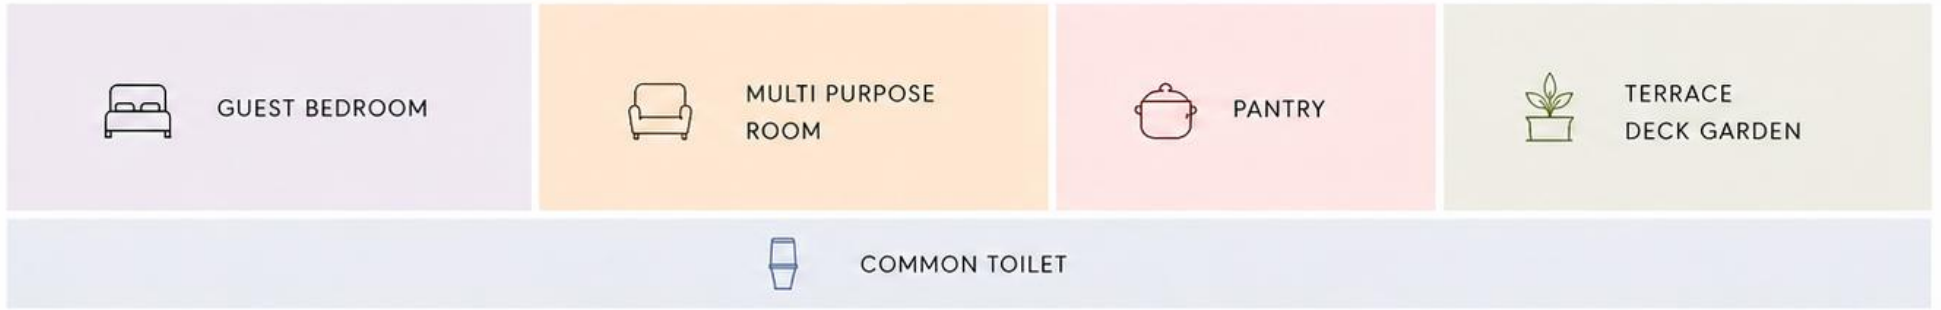 GUEST BEDROOM
MULTI PURPOSE
ROOM
PANTRY
TERRACE
DECK GARDEN
COMMON TOILET